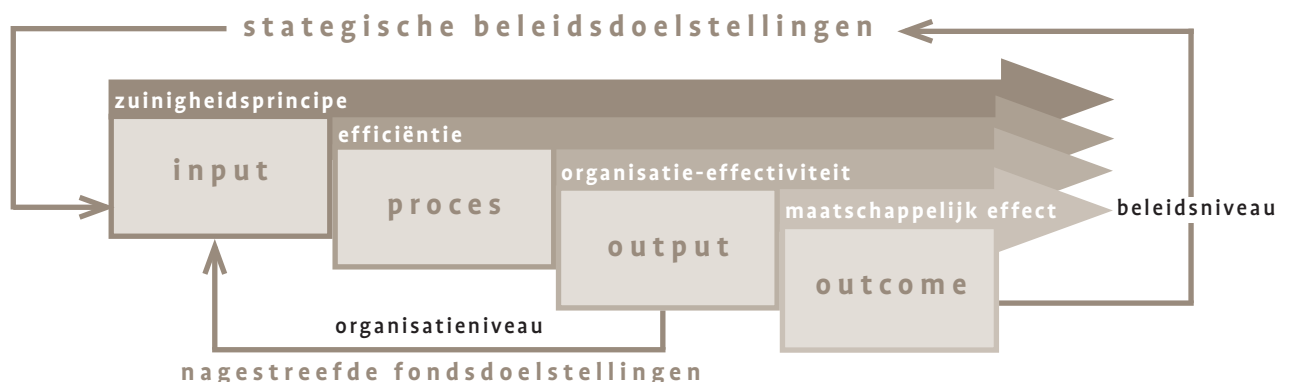 stategische beleidsdoelstellingen
zuinigheidsprincipe
input
efficiëntie
proces
organisatie-effectiviteit
output
maatschappelijk effect
outcome
beleidsniveau
organisatieniveau
nagestreefde fondsdoelstellingen